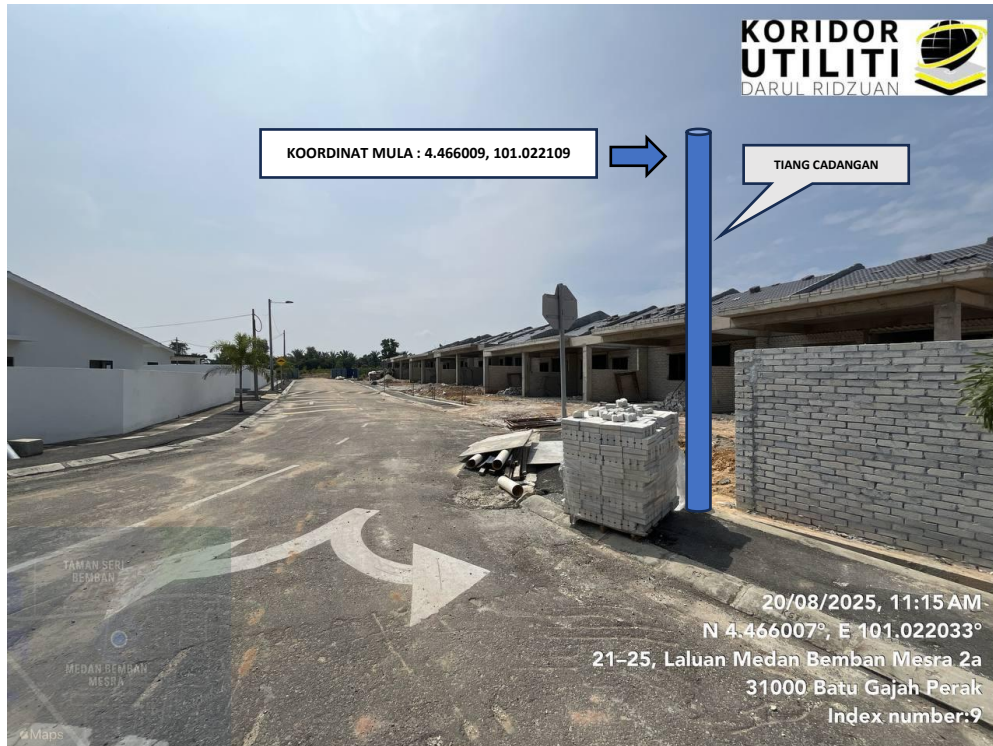 KORIDOR
UTILITI
DARUL RIDZUAN
KOORDINAT MULA : 4.466009, 101.022109
TIANG CADANGAN
TAMAN SERI
BEMBAN
MEDAN BEMBAN
MESRA
Maps
20/08/2025, 11:15 AM
N 4.466007°, E 101.022033°
21–25, Laluan Medan Bemban Mesra 2a
31000 Batu Gajah Perak
Index number:9